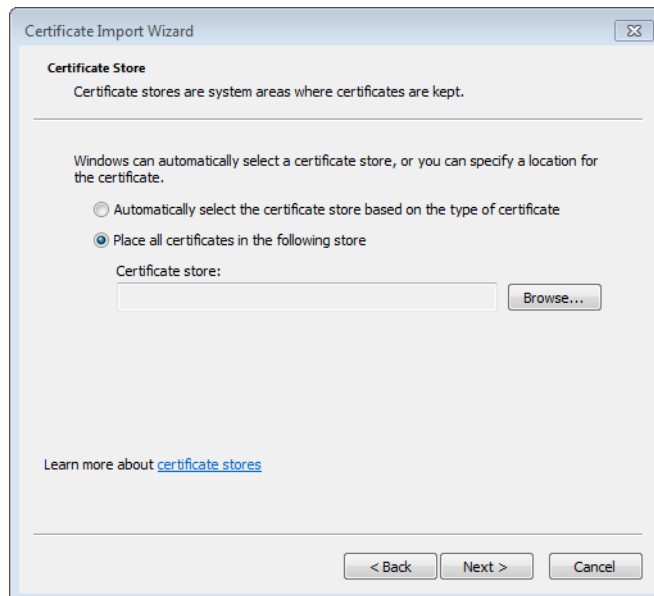 Certificate Import Wizard
Certificate Store
Certificate stores are system areas where certificates are kept.
Windows can automatically select a certificate store, or you can specify a location for
the certificate.
Automatically select the certificate store based on the type of certificate
Place all certificates in the following store
Certificate store:
Browse...
Learn more about certificate stores
< Back
Next >
Cancel